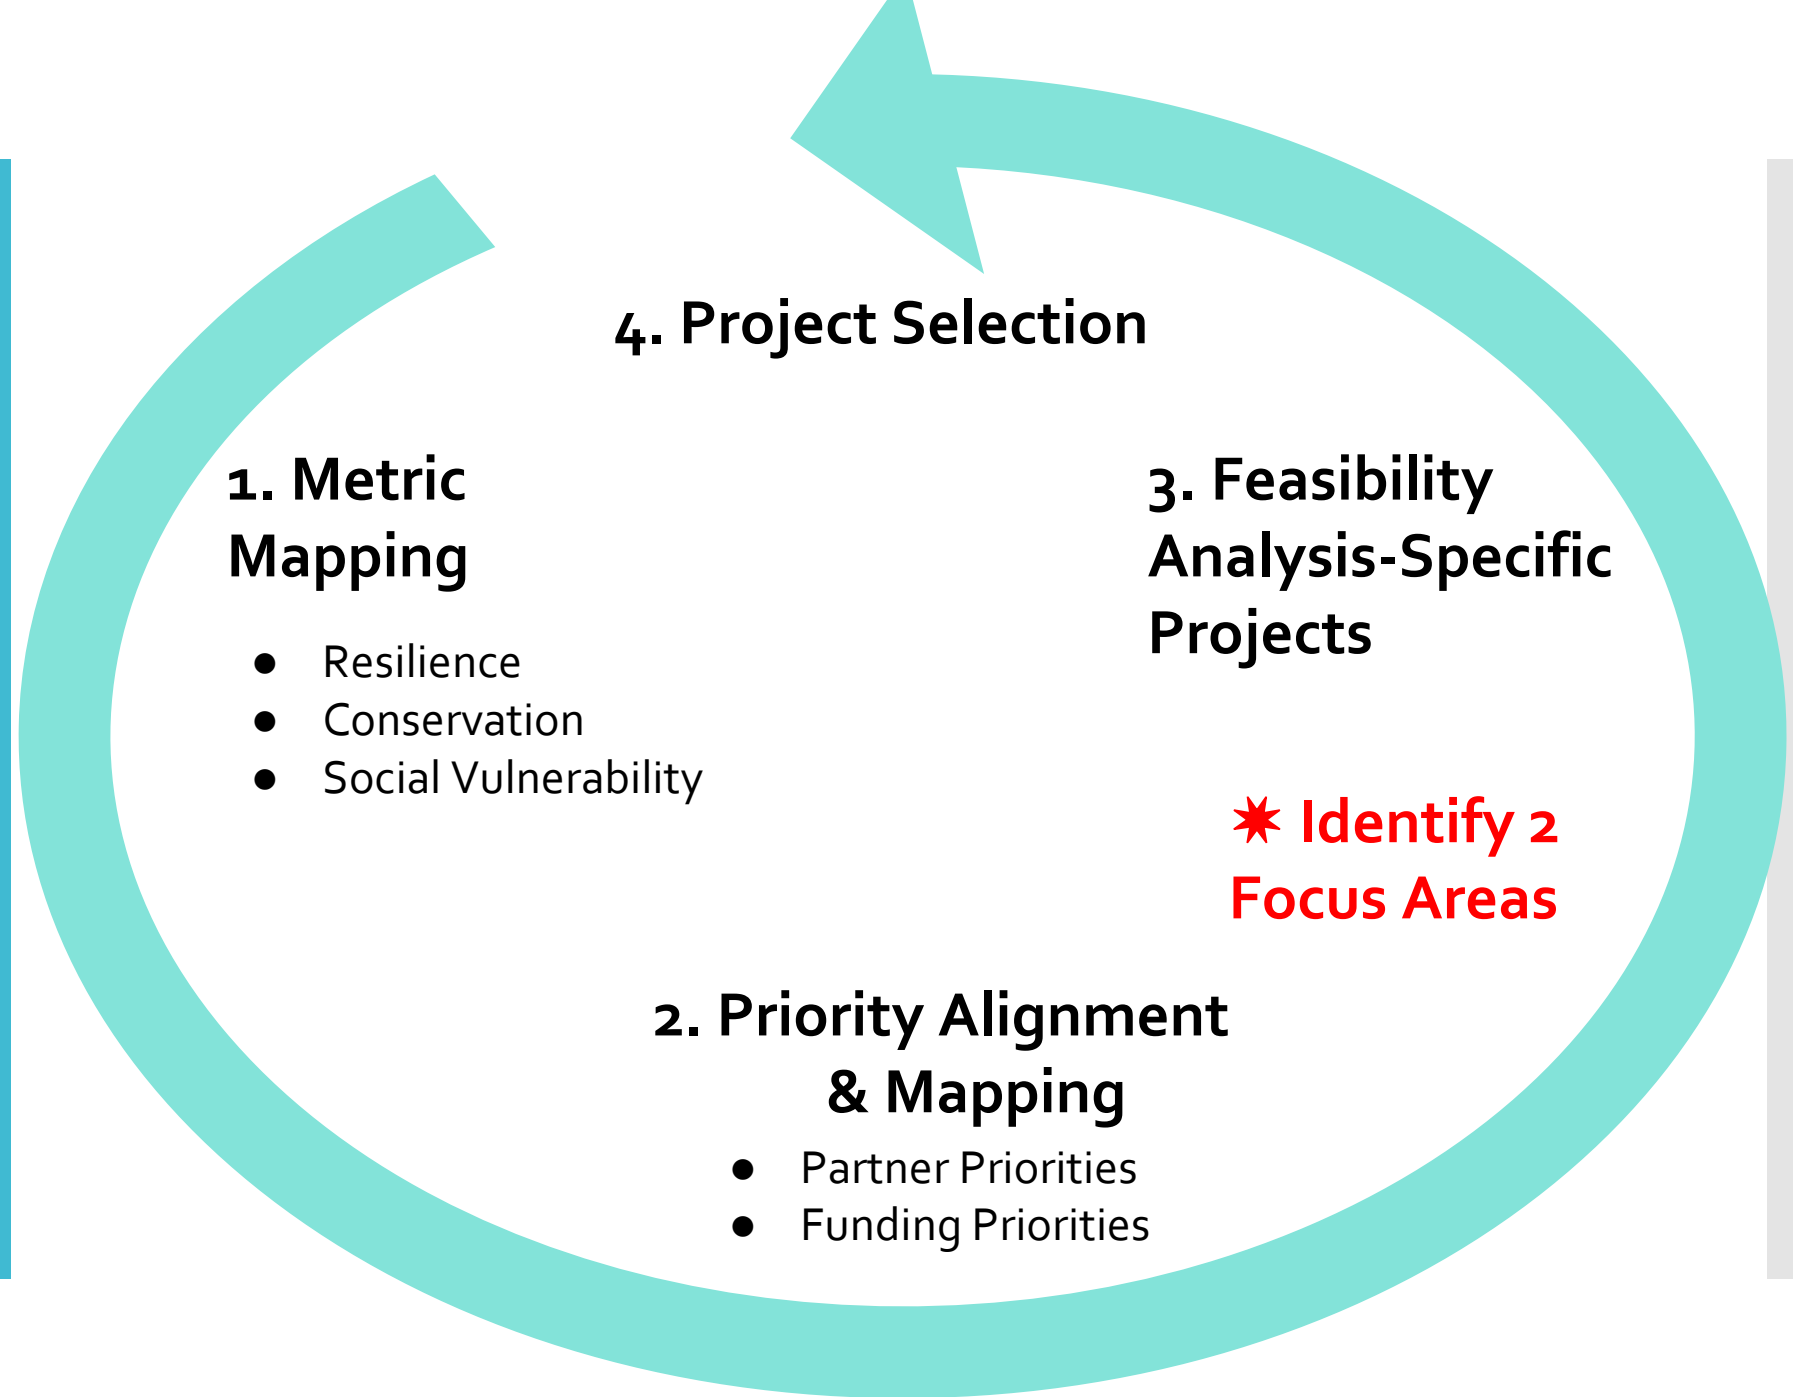 4. Project Selection
1. Metric
Mapping
● Resilience
● Conservation
● Social Vulnerability
3. Feasibility
Analysis-Specific
Projects
✷ Identify 2
Focus Areas
2. Priority Alignment
& Mapping
● Partner Priorities
● Funding Priorities